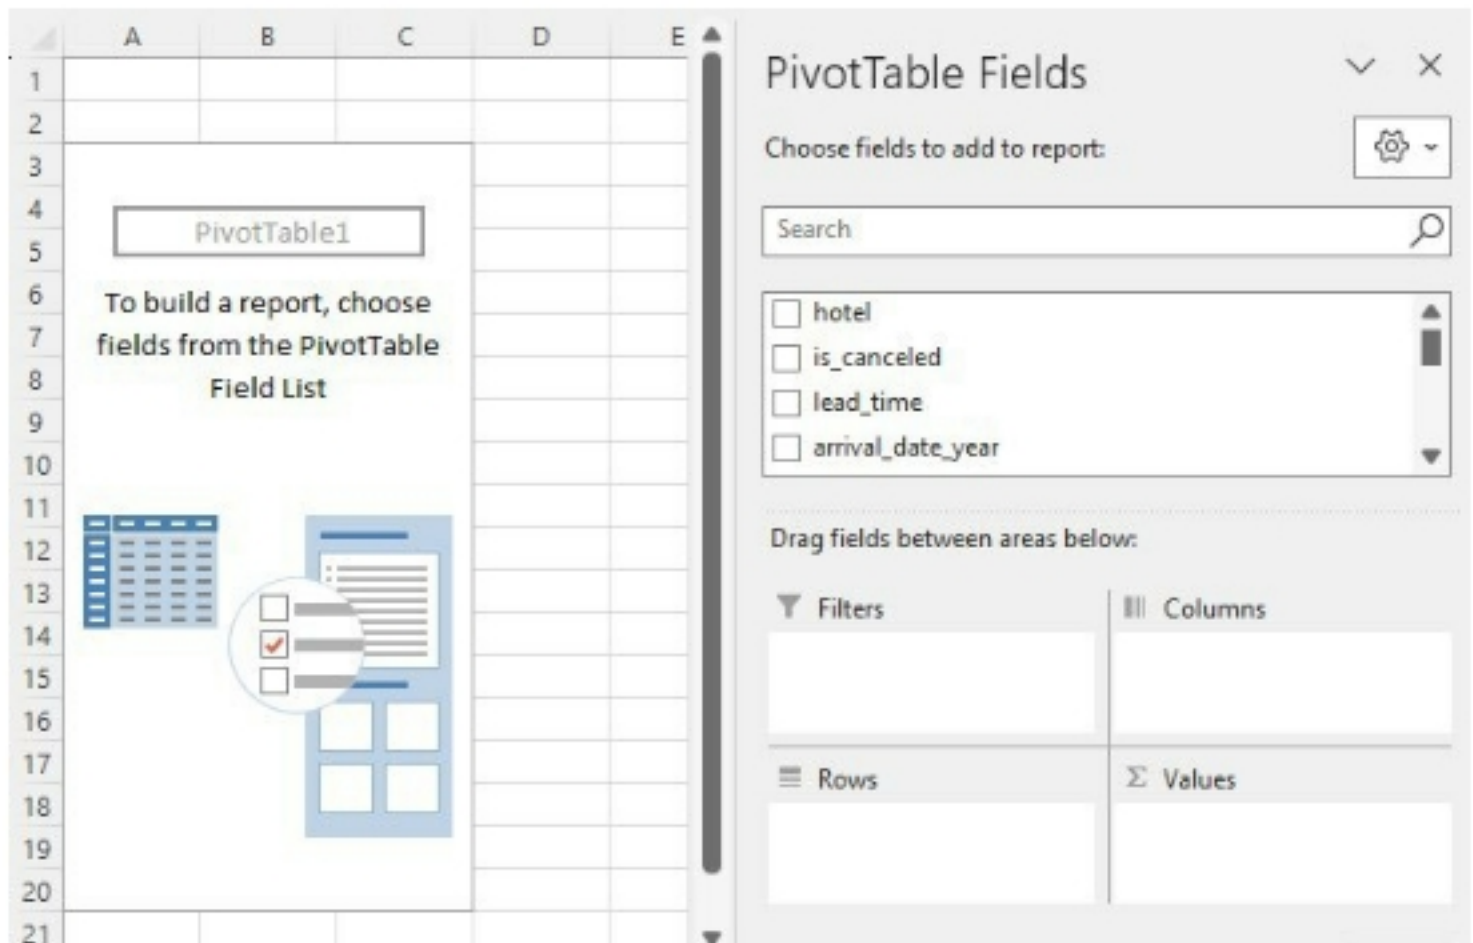 A B C D E
1
2
3
4
5
6
7
8
9
10
11
12
13
14
15
16
17
18
19
20
21
PivotTable1
To build a report, choose
fields from the PivotTable
Field List
PivotTable Fields
Choose fields to add to report:
Search
hotel
is_canceled
lead_time
arrival_date_year
Drag fields between areas below:
Filters
Columns
Rows
Σ Values